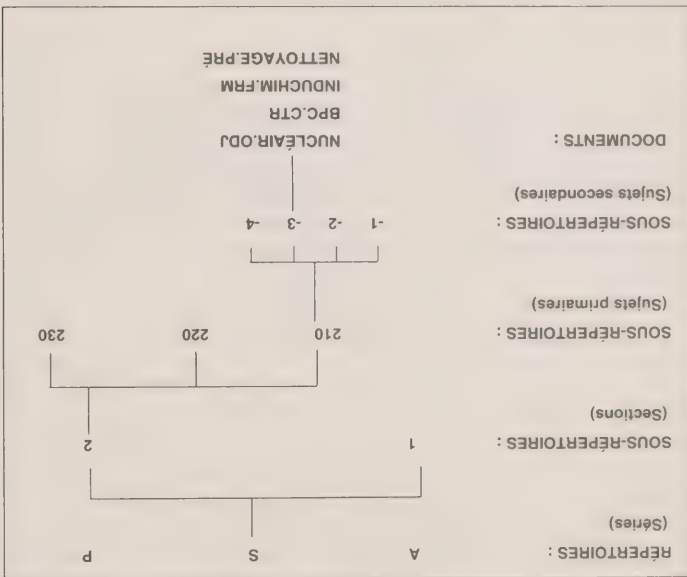 RÉPERTOIRES : A S P
(Séries)
SOUS-RÉPERTOIRES : 1 2
(Sections)
SOUS-RÉPERTOIRES : 210 220 230
(Sujets primaires)
SOUS-RÉPERTOIRES : -1 -2 -3 -4
(Sujets secondaires)
DOCUMENTS : NUCLÉAIR.ODJ
BPC.CTR
INDUCHIM.FRM
NETTOYAGE.PRÉ